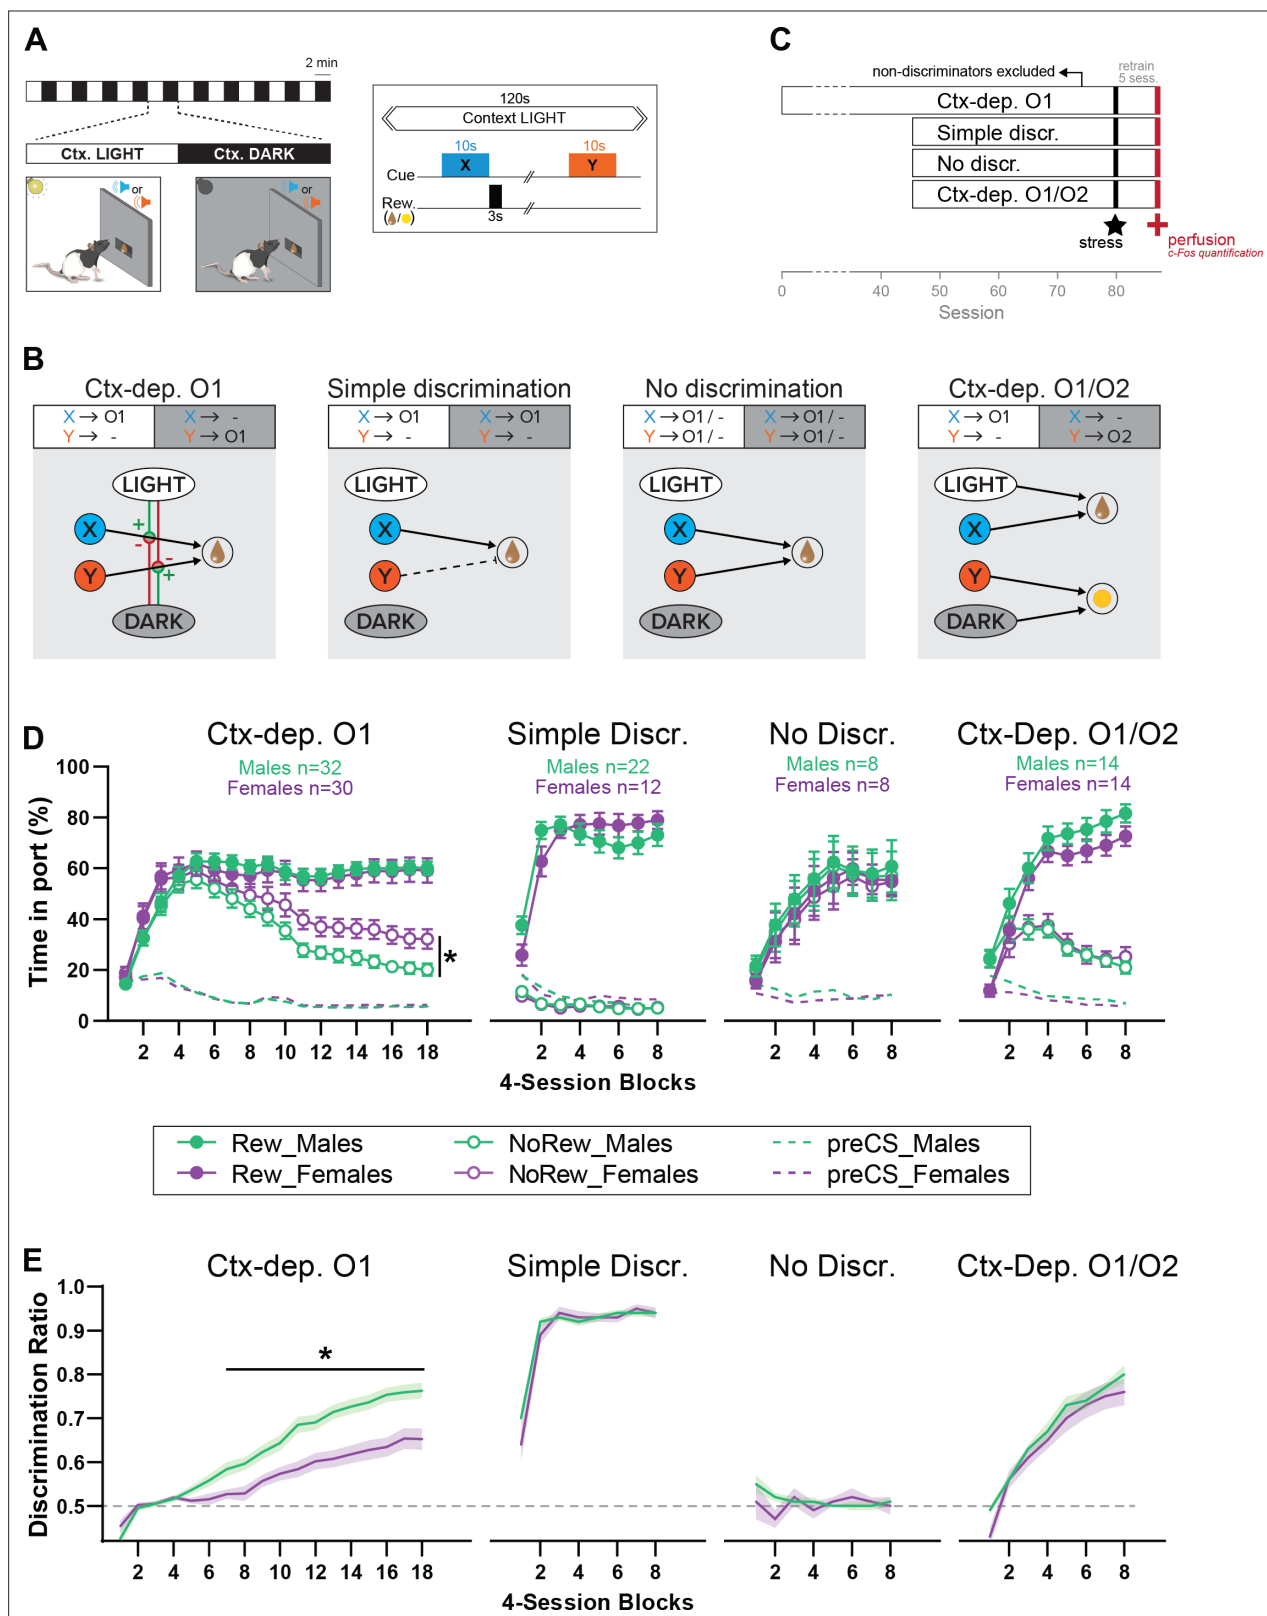 A
2 min
Ctx. LIGHT
Ctx. DARK
or
or
120s
Context LIGHT
10s
10s
X
Y
Cue
Rew.
(/)
3s
C
retrain
5 sess.
non-discriminators excluded
Ctx-dep. O1
Simple discr.
No discr.
Ctx-dep. O1/O2
stress
perfusion
c-Fos quantification
0 40 50 60 70 80
Session
B
Ctx-dep. O1
X → O1
Y → -
X → -
Y → O1
LIGHT
X
+
-
-
Y
+
DARK
Simple discrimination
X → O1
Y → -
X → O1
Y → -
LIGHT
X
Y
DARK
No discrimination
X → O1 / -
Y → O1 / -
X → O1 / -
Y → O1 / -
LIGHT
X
Y
DARK
Ctx-dep. O1/O2
X → O1
Y → -
X → -
Y → O2
LIGHT
X
Y
DARK
D
Ctx-dep. O1
Males n=32
Females n=30
Simple Discr.
Males n=22
Females n=12
No Discr.
Males n=8
Females n=8
Ctx-Dep. O1/O2
Males n=14
Females n=14
Time in port (%)
100
80
60
40
20
0
*
2 4 6 8 10 12 14 16 18
2 4 6 8
2 4 6 8
2 4 6 8
4-Session Blocks
Rew_Males
NoRew_Males
preCS_Males
Rew_Females
NoRew_Females
preCS_Females
E
Ctx-dep. O1
Simple Discr.
No Discr.
Ctx-Dep. O1/O2
Discrimination Ratio
1.0
0.9
0.8
0.7
0.6
0.5
*
2 4 6 8 10 12 14 16 18
2 4 6 8
2 4 6 8
2 4 6 8
4-Session Blocks